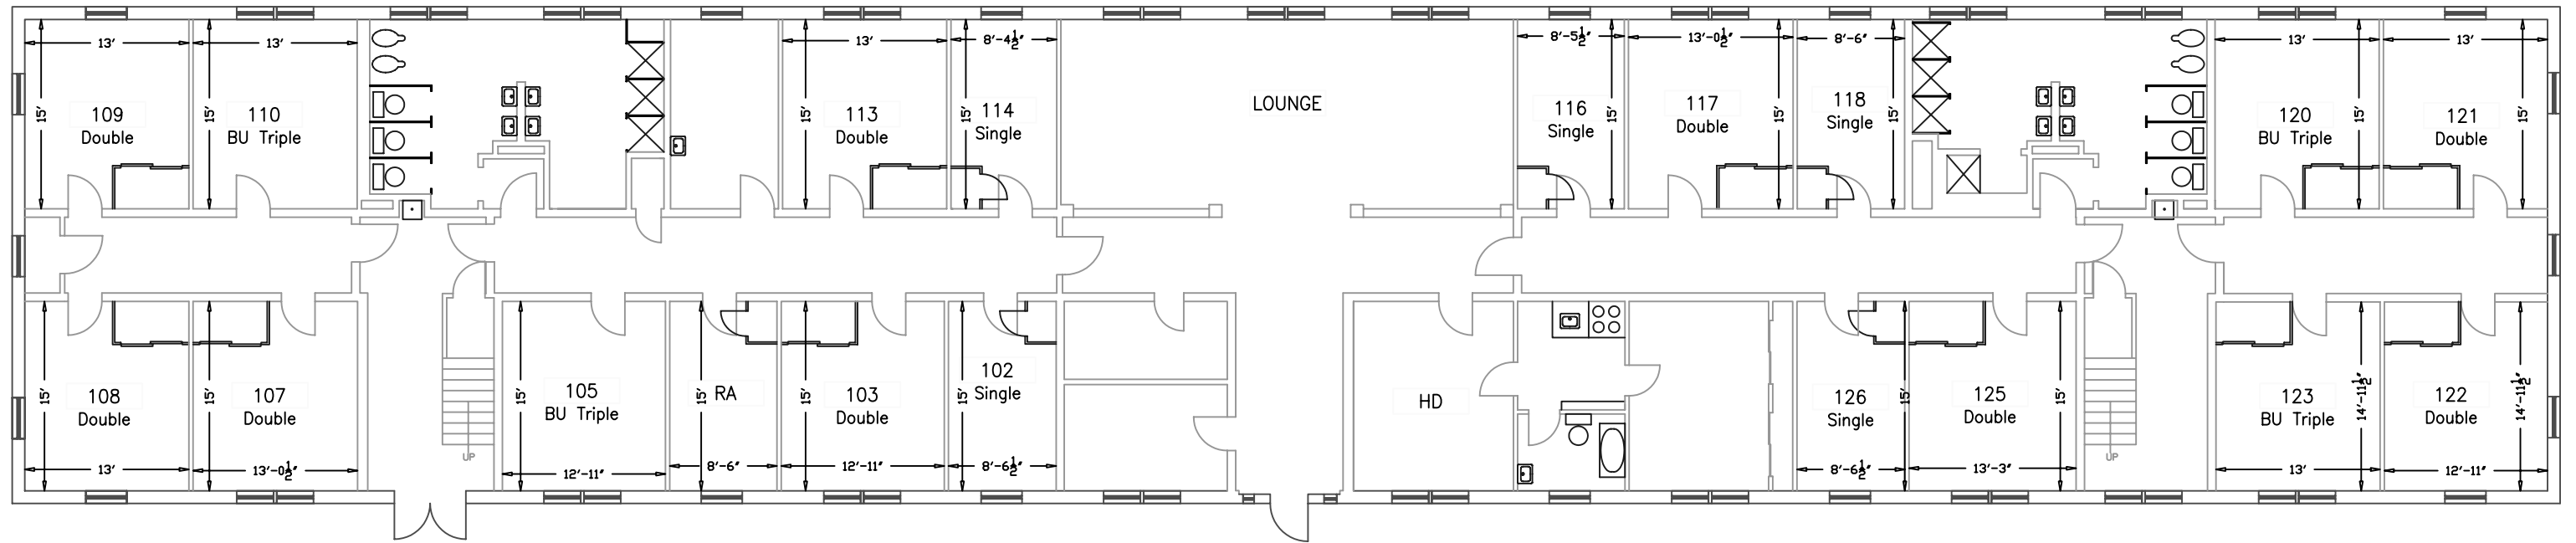 13'
13'
13'
8'-4½"
8'-5½"
13'-0½"
8'-6"
13'
13'
15'
109
Double
15'
110
BU Triple
15'
113
Double
15'
114
Single
LOUNGE
116
Single
15'
117
Double
15'
118
Single
15'
120
BU Triple
15'
121
Double
15'
15'
108
Double
13'
15'
107
Double
13'-0½"
UP
15'
105
BU Triple
12'-11"
15'
RA
8'-6"
15'
103
Double
12'-11"
15'
102
Single
8'-6½"
HD
126
Single
15'
8'-6½"
125
Double
15'
13'-3"
UP
123
BU Triple
14'-11½"
13'
122
Double
14'-11½"
12'-11"